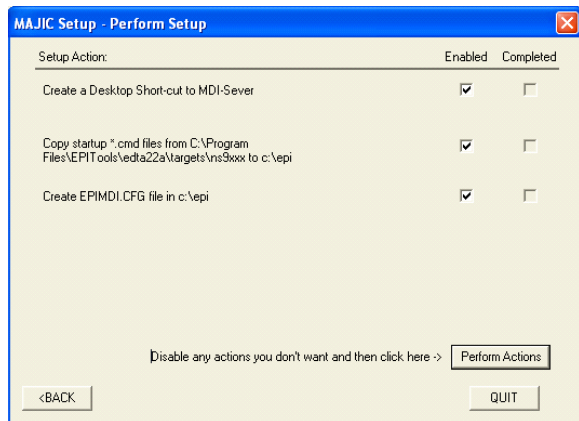 MAJIC Setup - Perform Setup
Setup Action: Enabled Completed
Create a Desktop Short-cut to MDI-Sever
Copy startup *.cmd files from C:\Program
Files\EPITools\edta22a\targets\ns9xxx to c:\epi
Create EPIMDI.CFG file in c:\epi
Disable any actions you don't want and then click here -> Perform Actions
<BACK QUIT